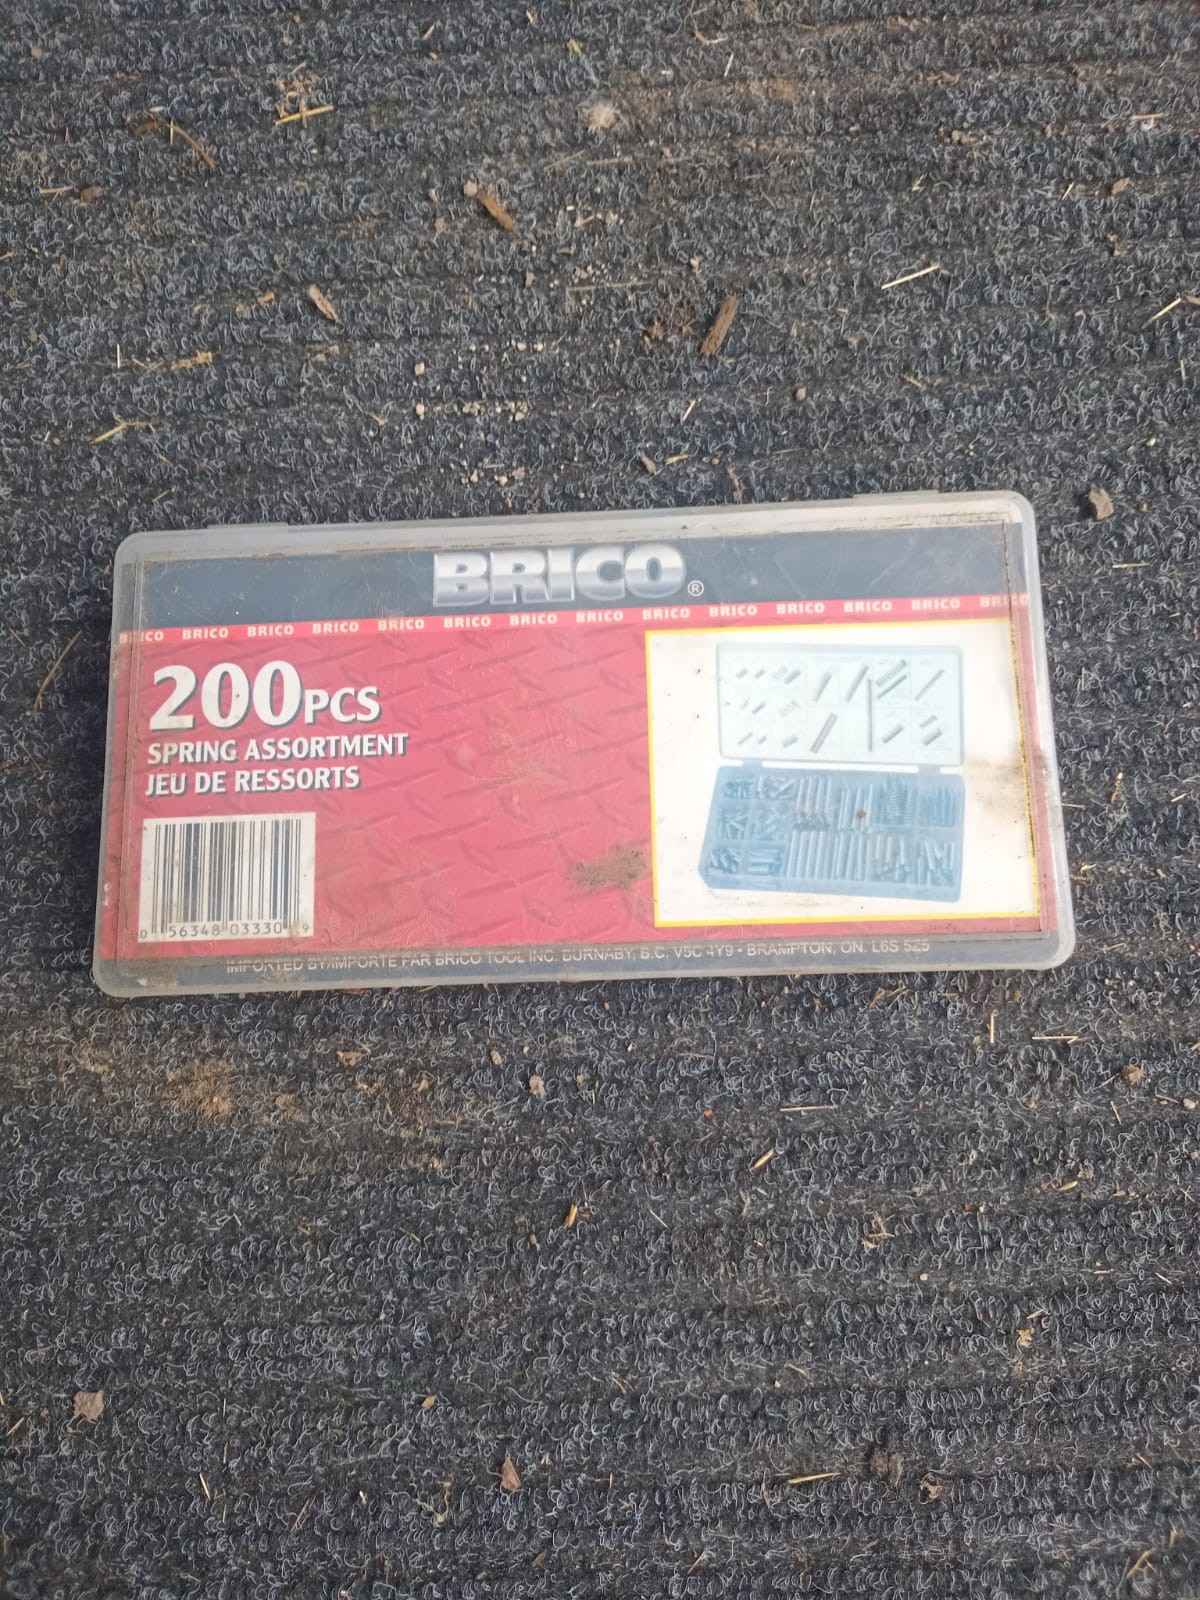 BRICO®
BRICO BRICO BRICO BRICO BRICO BRICO BRICO BRICO BRICO BRICO BRICO BRICO BRICO BRICO
200PCS
SPRING ASSORTMENT
JEU DE RESSORTS
0 56348 03330 9
IMPORTED BY/IMPORTE PAR BRICO TOOL INC. BURNABY, B.C. V5C 4Y9 - BRAMPTON, ON. L6S 5Z5